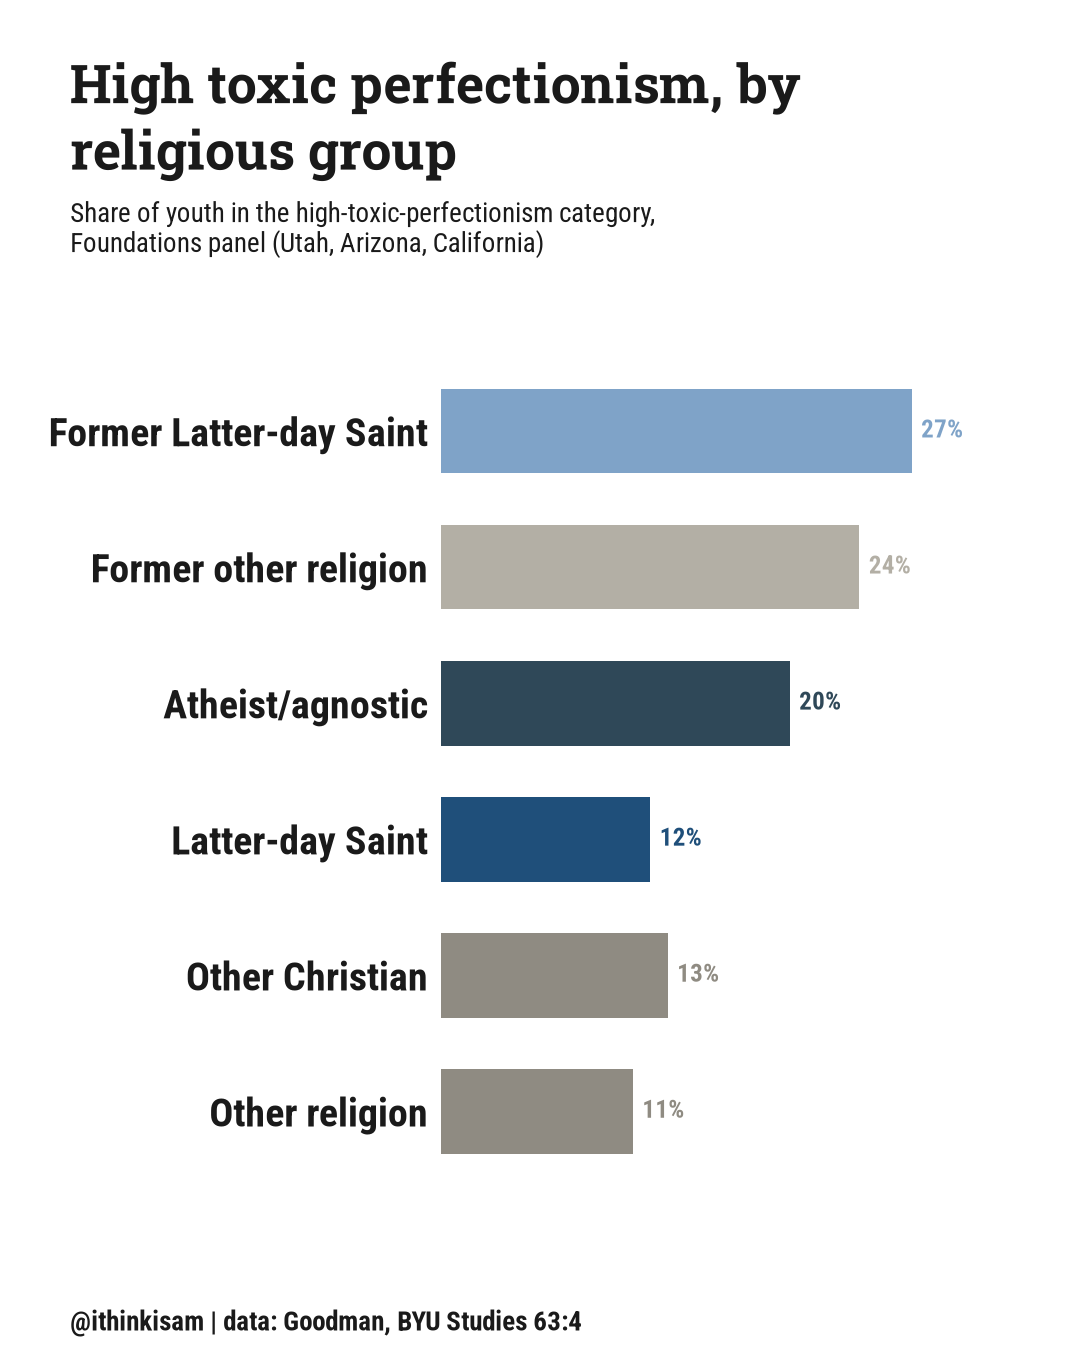 High toxic perfectionism, by
religious group
Share of youth in the high-toxic-perfectionism category,
Foundations panel (Utah, Arizona, California)
Former Latter-day Saint 27%
Former other religion 24%
Atheist/agnostic 20%
Latter-day Saint 12%
Other Christian 13%
Other religion 11%
@ithinkisam | data: Goodman, BYU Studies 63:4